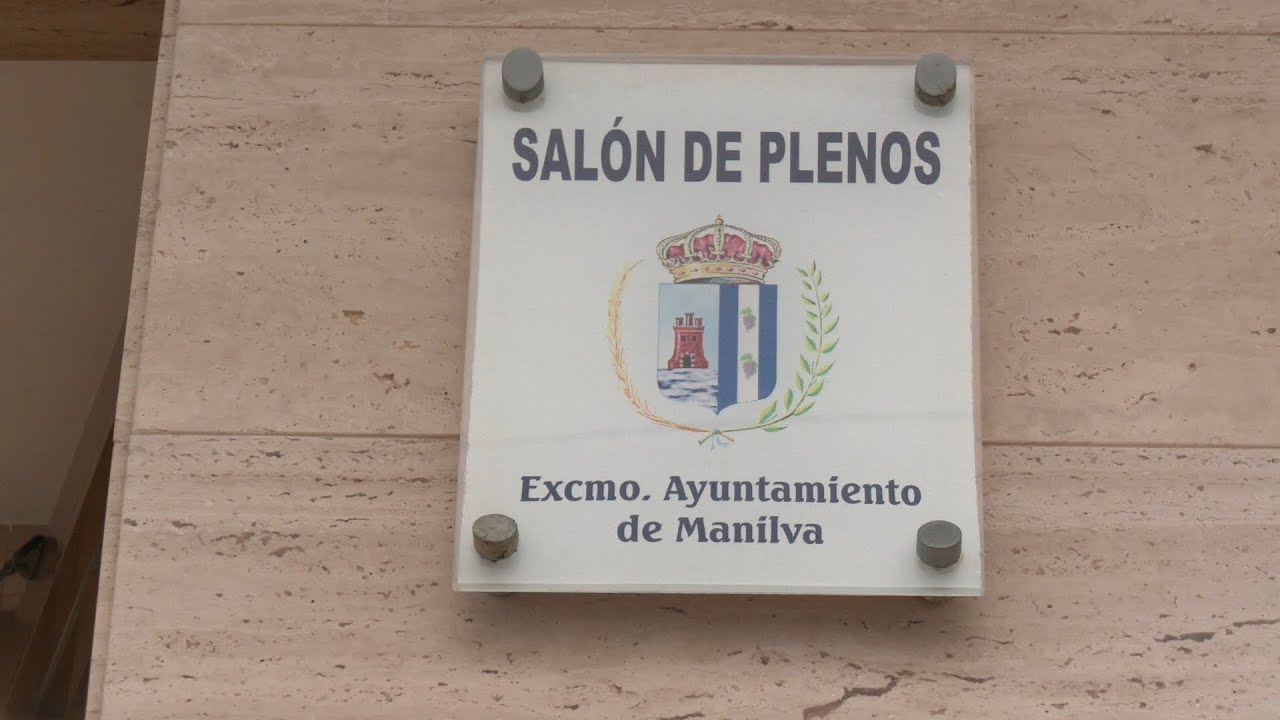 SALÓN DE PLENOS
Excmo. Ayuntamiento
de Manilva